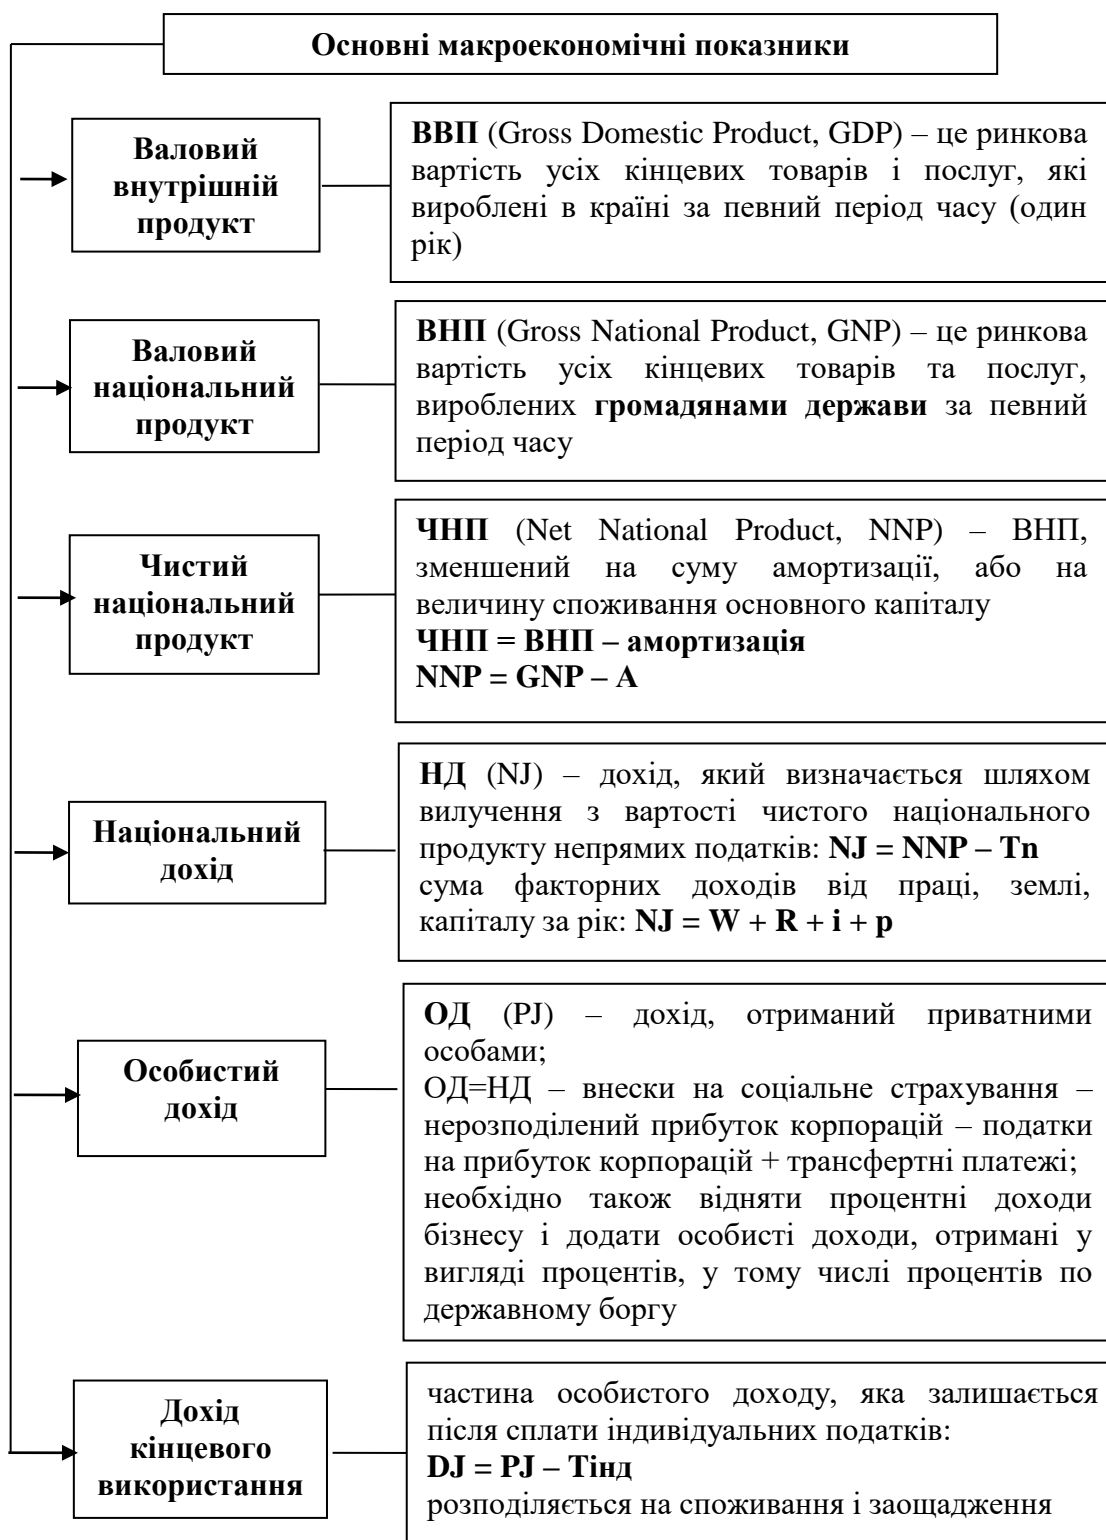 Основні макроекономічні показники
Валовий
внутрішній
продукт
ВВП (Gross Domestic Product, GDP) – це ринкова
вартість усіх кінцевих товарів і послуг, які
вироблені в країні за певний період часу (один
рік)
Валовий
національний
продукт
ВНП (Gross National Product, GNP) – це ринкова
вартість усіх кінцевих товарів та послуг,
вироблених громадянами держави за певний
період часу
Чистий
національний
продукт
ЧНП (Net National Product, NNP) – ВНП,
зменшений на суму амортизації, або на
величину споживання основного капіталу
ЧНП = ВНП – амортизація
NNP = GNP – A
Національний
дохід
НД (NJ) – дохід, який визначається шляхом
вилучення з вартості чистого національного
продукту непрямих податків: NJ = NNP – Tn
сума факторних доходів від праці, землі,
капіталу за рік: NJ = W + R + i + p
Особистий
дохід
ОД (PJ) – дохід, отриманий приватними
особами;
ОД=НД – внески на соціальне страхування –
нерозподілений прибуток корпорацій – податки
на прибуток корпорацій + трансфертні платежі;
необхідно також відняти процентні доходи
бізнесу і додати особисті доходи, отримані у
вигляді процентів, у тому числі процентів по
державному боргу
Дохід
кінцевого
використання
частина особистого доходу, яка залишається
після сплати індивідуальних податків:
DJ = PJ – Тінд
розподіляється на споживання і заощадження